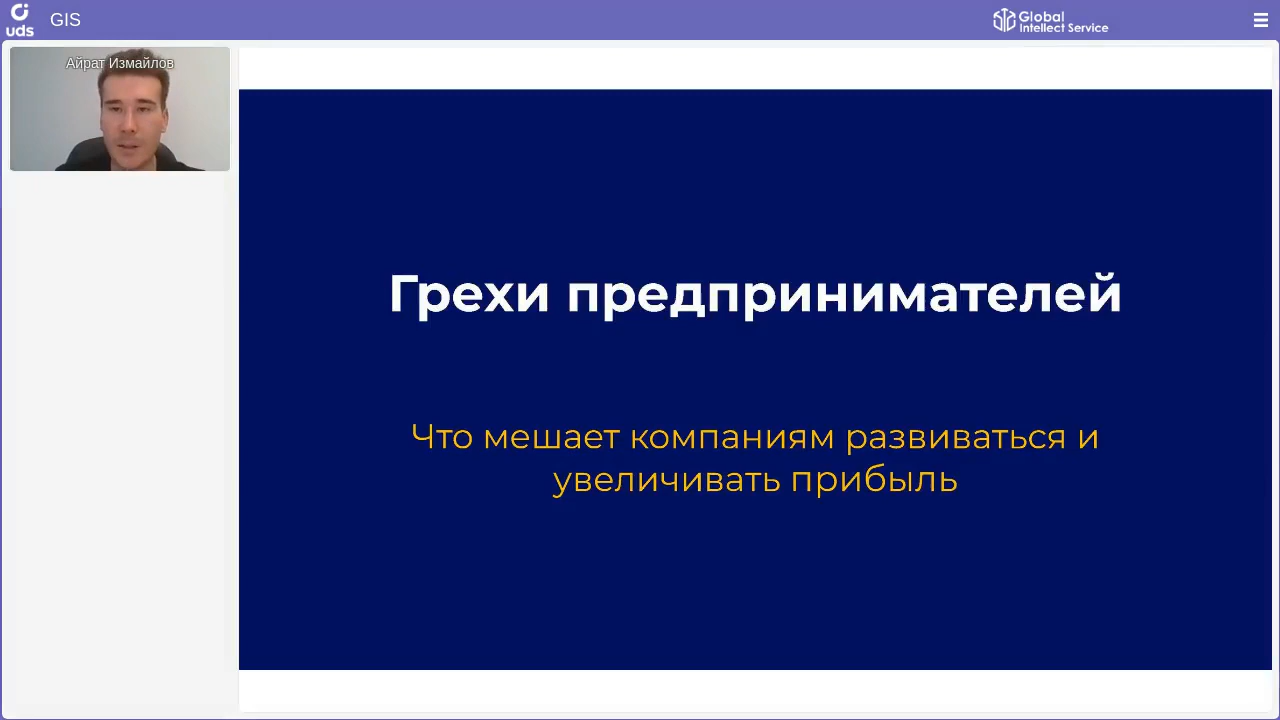 uds
GIS
Global
Intellect Service
Айрат Измайлов
Грехи предпринимателей
Что мешает компаниям развиваться и
увеличивать прибыль